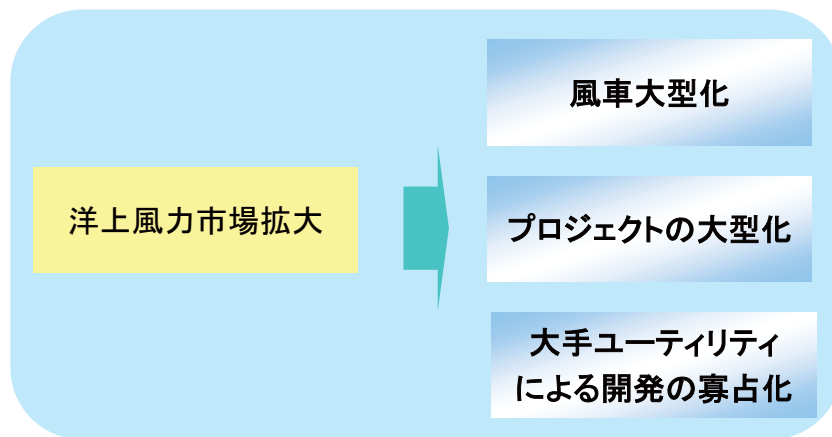 洋上風力市場拡大
風車大型化
プロジェクトの大型化
大手ユーティリティ
による開発の寡占化